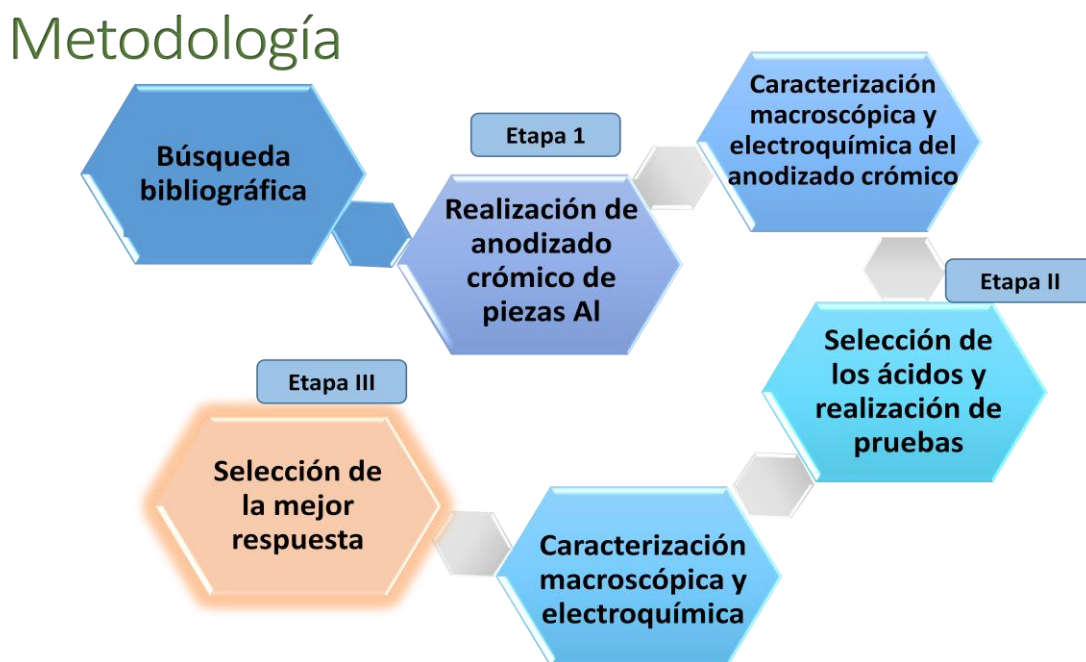 Metodología
Búsqueda
bibliográfica
Etapa 1
Realización de
anodizado
crómico de
piezas Al
Caracterización
macroscópica y
electroquímica del
anodizado crómico
Etapa II
Selección de
los ácidos y
realización de
pruebas
Caracterización
macroscópica y
electroquímica
Etapa III
Selección de
la mejor
respuesta